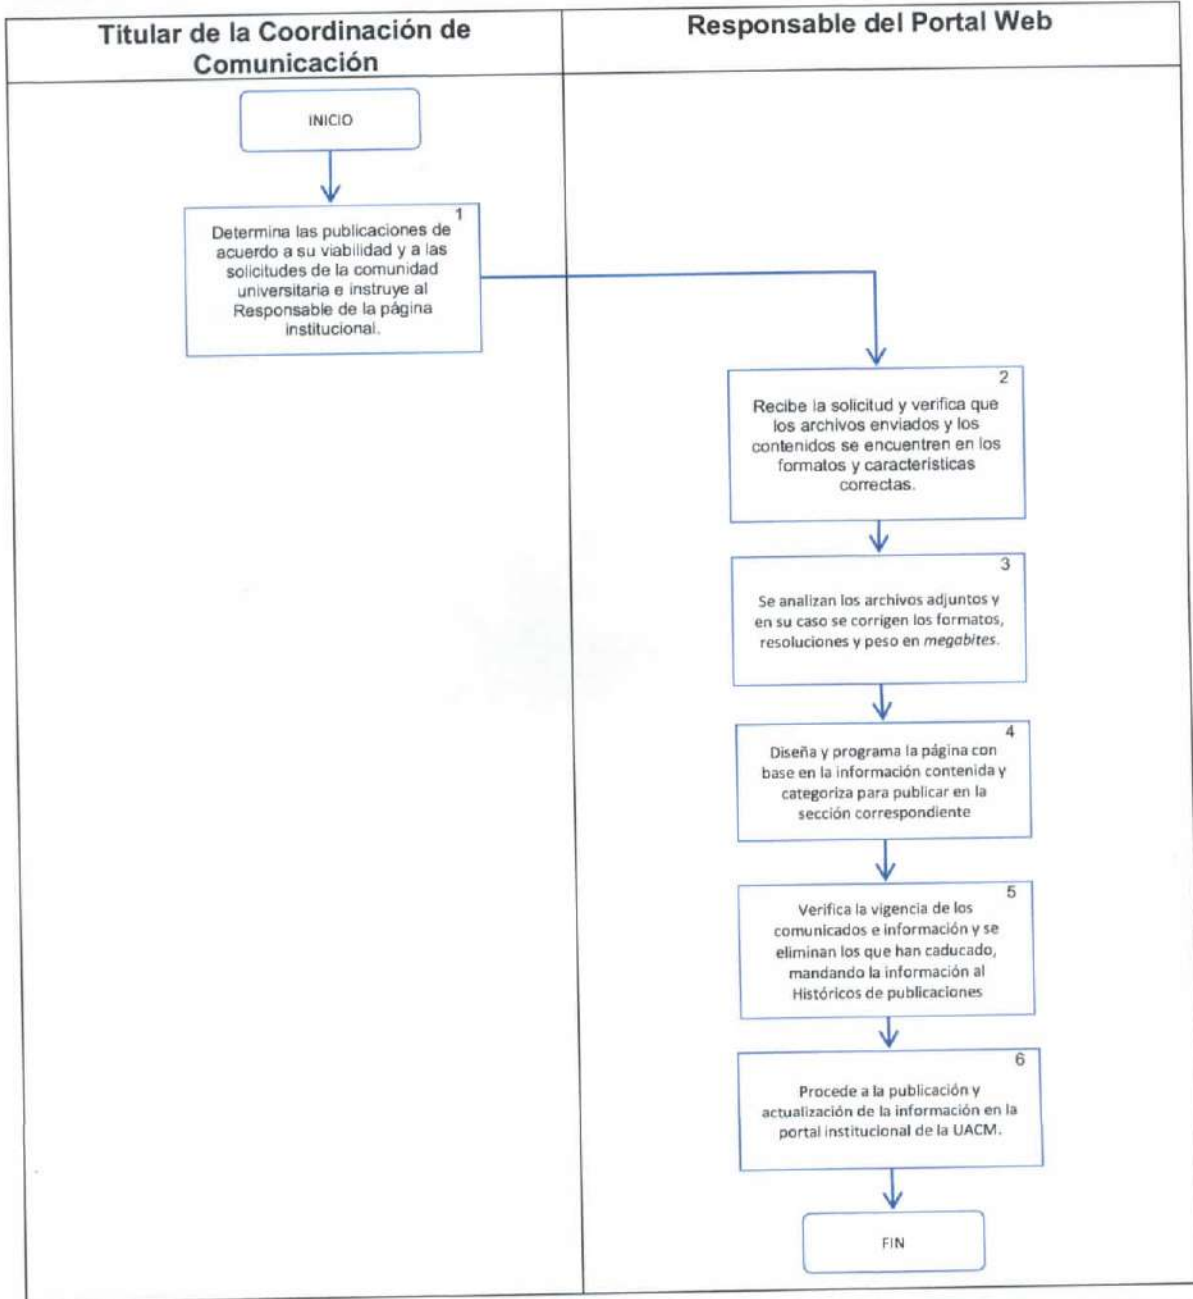 Titular de la Coordinación de
Comunicación
Responsable del Portal Web
INICIO
1
Determina las publicaciones de
acuerdo a su viabilidad y a las
solicitudes de la comunidad
universitaria e instruye al
Responsable de la página
institucional.
2
Recibe la solicitud y verifica que
los archivos enviados y los
contenidos se encuentren en los
formatos y características
correctas.
3
Se analizan los archivos adjuntos y
en su caso se corrigen los formatos,
resoluciones y peso en megabites.
4
Diseña y programa la página con
base en la información contenida y
categoriza para publicar en la
sección correspondiente
5
Verifica la vigencia de los
comunicados e información y se
eliminan los que han caducado,
mandando la información al
Históricos de publicaciones
6
Procede a la publicación y
actualización de la información en la
portal institucional de la UACM.
FIN